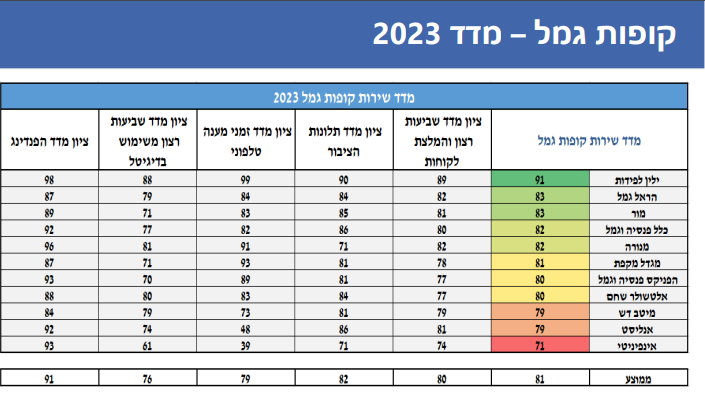 קופות גמל – מדד 2023
מדד שירות קופות גמל 2023
מדד שירות קופות גמל | ציון מדד שביעות רצון והמלצת לקוחות | ציון מדד תלונות הציבור | ציון מדד זמני מענה טלפוני | ציון מדד שביעות רצון משימוש בדיגיטל | ציון מדד הפנדינג
ילין לפידות 91 89 90 99 88 98
הראל גמל 83 82 84 84 79 87
מור 83 81 85 83 71 89
כלל פנסיה וגמל 82 80 86 82 77 92
מנורה 82 82 71 91 81 96
מגדל מקפת 81 78 81 93 71 87
הפניקס פנסיה וגמל 80 77 81 89 70 93
אלטשולר שחם 80 77 84 83 80 88
מיטב דש 79 79 81 73 79 84
אנליסט 79 81 86 48 74 92
אינפיניטי 71 74 71 39 61 93
ממוצע 81 80 82 79 76 91